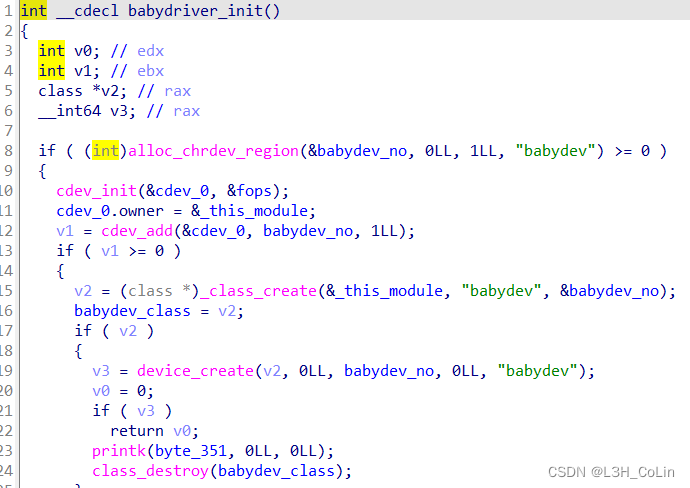 1 int __cdecl babydriver_init()
2 {
3 int v0; // edx
4 int v1; // ebx
5 class *v2; // rax
6 __int64 v3; // rax
7
8 if ( (int)alloc_chrdev_region(&babydev_no, 0LL, 1LL, "babydev") >= 0 )
9 {
10 cdev_init(&cdev_0, &fops);
11 cdev_0.owner = &_this_module;
12 v1 = cdev_add(&cdev_0, babydev_no, 1LL);
13 if ( v1 >= 0 )
14 {
15 v2 = (class *)_class_create(&_this_module, "babydev", &babydev_no);
16 babydev_class = v2;
17 if ( v2 )
18 {
19 v3 = device_create(v2, 0LL, babydev_no, 0LL, "babydev");
20 v0 = 0;
21 if ( v3 )
22 return v0;
23 printk(byte_351, 0LL, 0LL);
24 class_destroy(babydev_class);
CSDN @L3H_CoLin